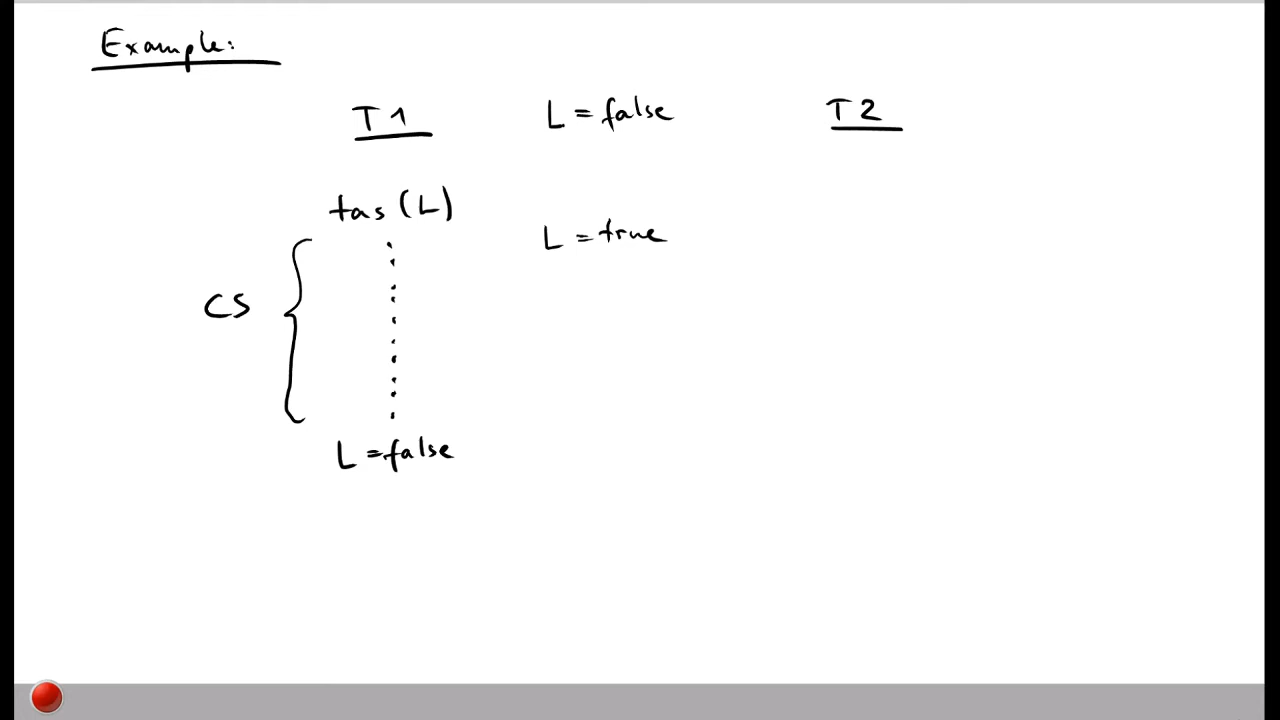 Example:
T1 L = false T2
tas (L)
L = true
CS
L = false